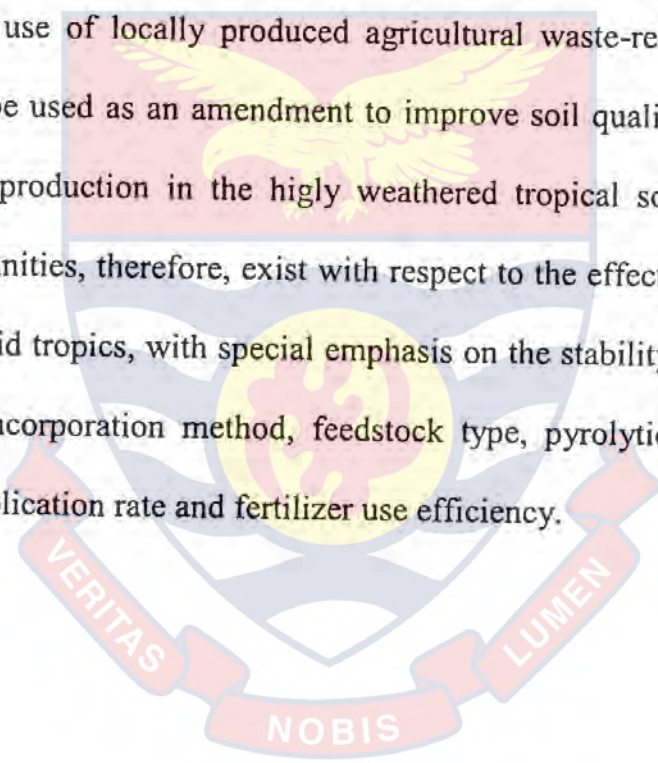 use of locally produced agricultural waste-re
be used as an amendment to improve soil quali
production in the higly weathered tropical so
nities, therefore, exist with respect to the effect
id tropics, with special emphasis on the stability
ncorporation method, feedstock type, pyrolytic
lication rate and fertilizer use efficiency.
VERITAS
NOBIS
LUMEN